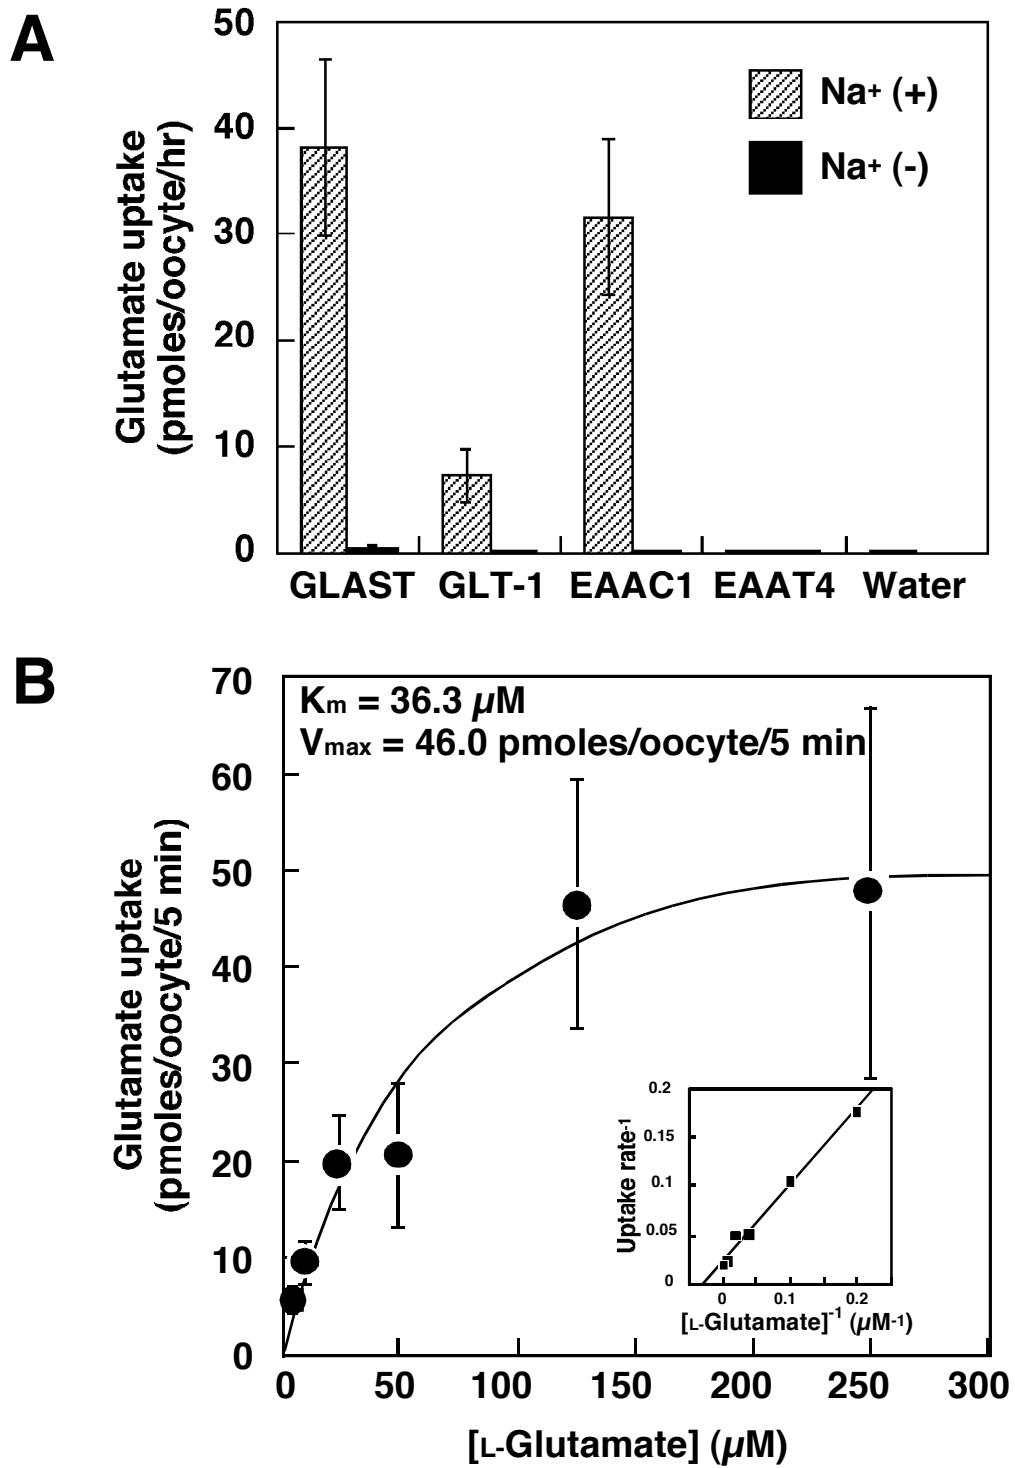 A
50
40
30
20
10
0
Glutamate uptake
(pmoles/oocyte/hr)
Na+ (+)
Na+ (-)
GLAST GLT-1 EAAC1 EAAT4 Water
B
70
60
50
40
30
20
10
0
Glutamate uptake
(pmoles/oocyte/5 min)
Km = 36.3 µM
Vmax = 46.0 pmoles/oocyte/5 min
0.2
0.15
0.1
0.05
0
Uptake rate-1
0 0.1 0.2
[L-Glutamate]-1 (µM-1)
0 50 100 150 200 250 300
[L-Glutamate] (µM)